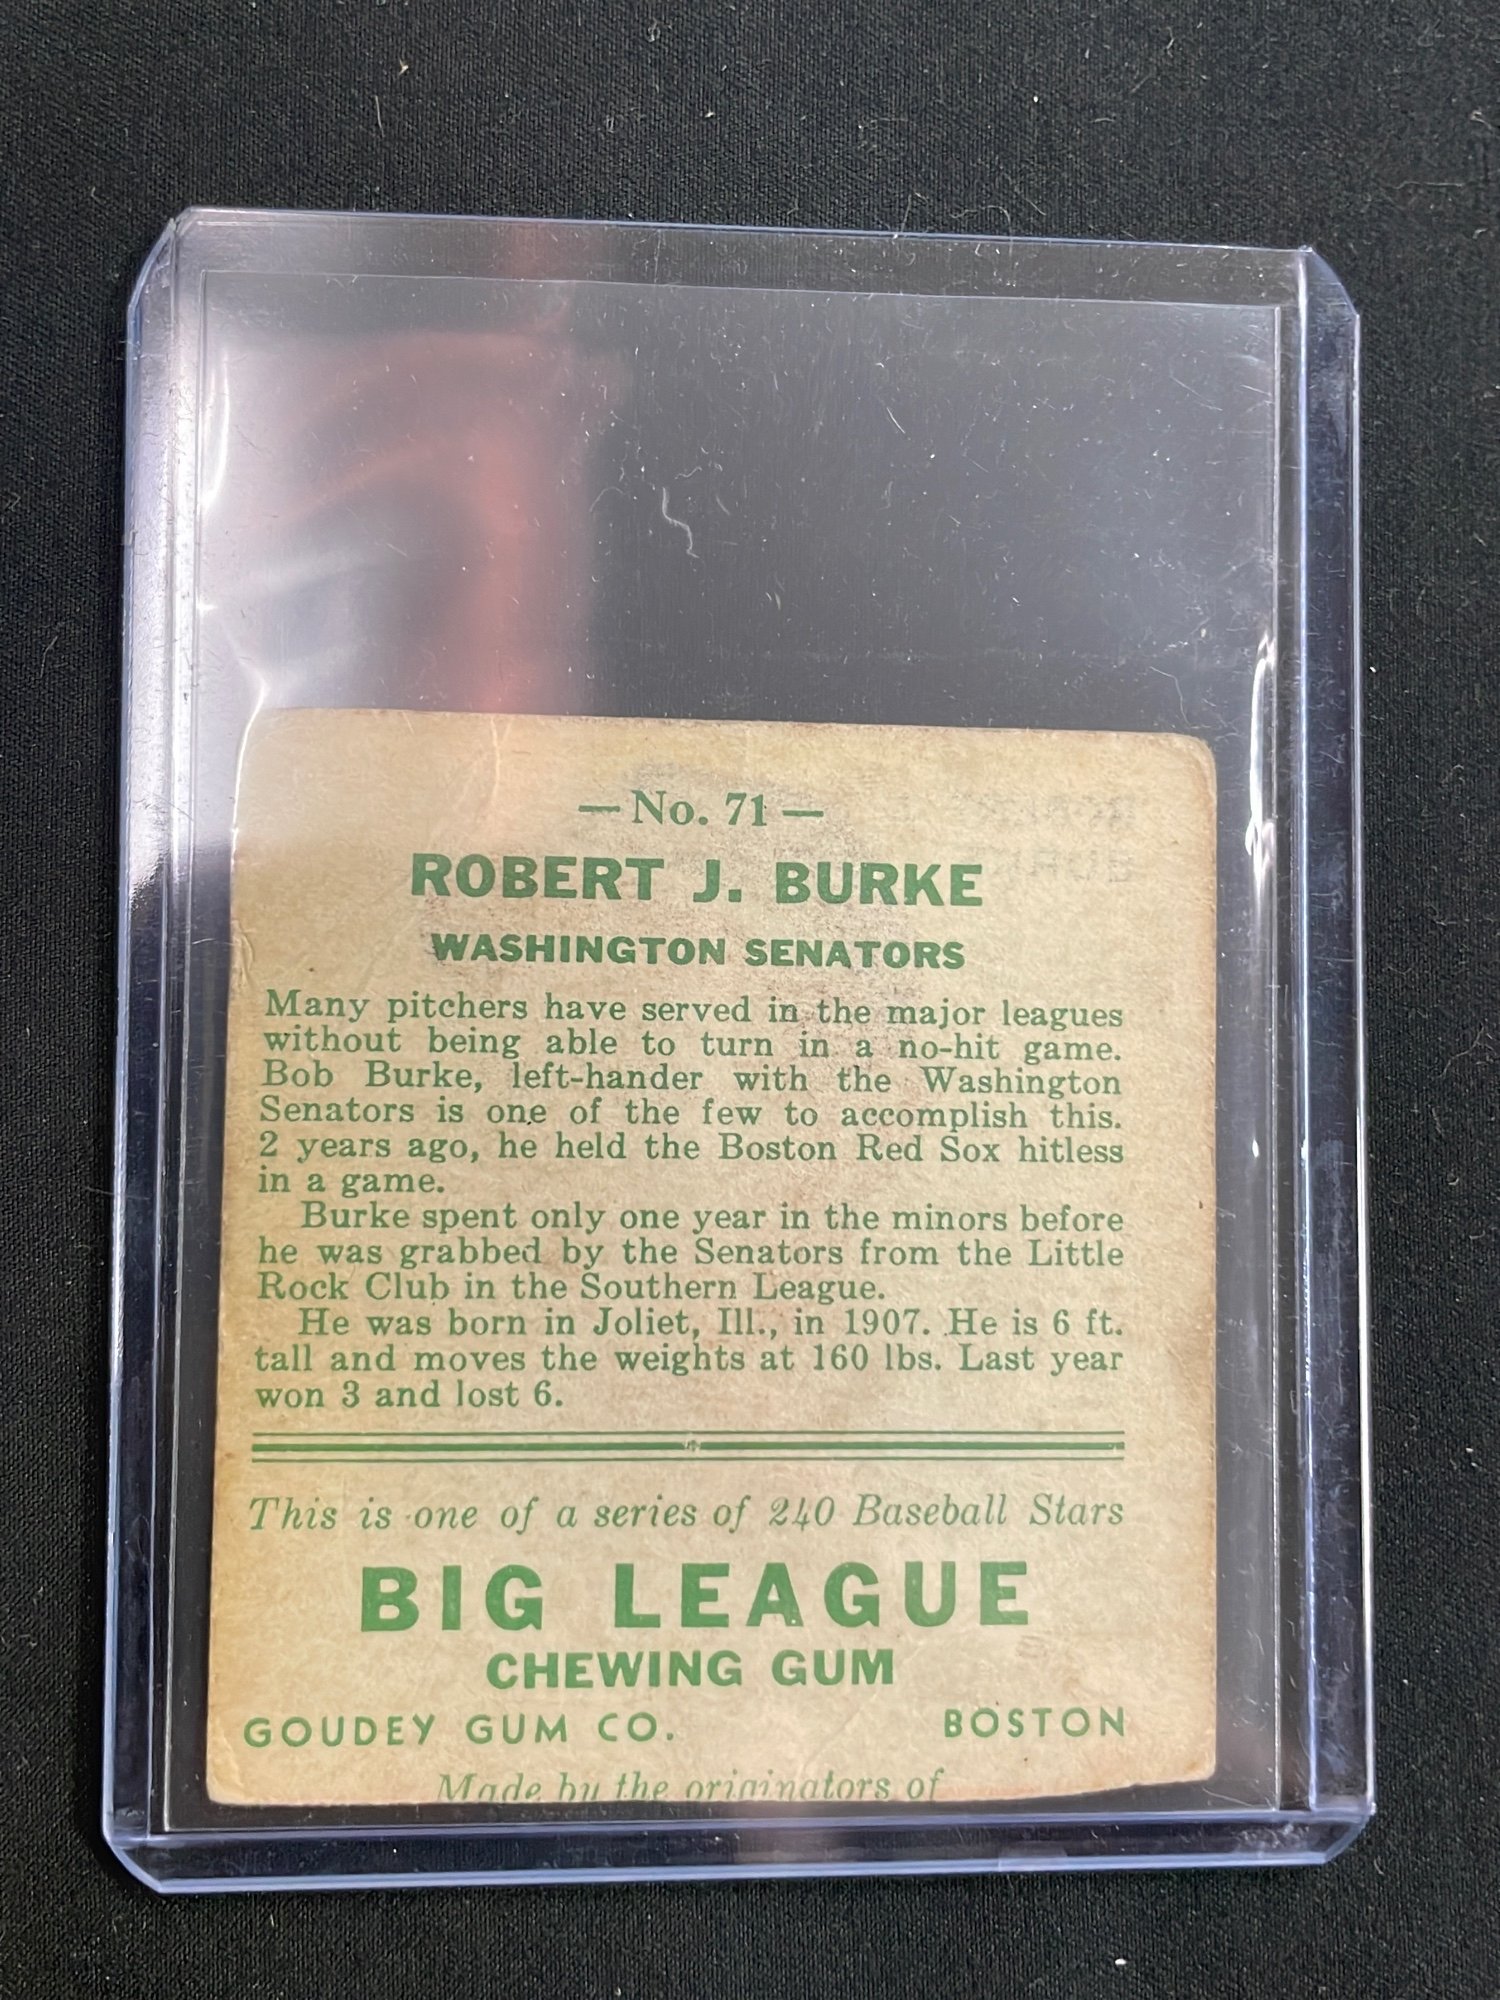 — No. 71 —
ROBERT J. BURKE
WASHINGTON SENATORS
Many pitchers have served in the major leagues
without being able to turn in a no-hit game.
Bob Burke, left-hander with the Washington
Senators is one of the few to accomplish this.
2 years ago, he held the Boston Red Sox hitless
in a game.
Burke spent only one year in the minors before
he was grabbed by the Senators from the Little
Rock Club in the Southern League.
He was born in Joliet, Ill., in 1907. He is 6 ft.
tall and moves the weights at 160 lbs. Last year
won 3 and lost 6.
This is one of a series of 240 Baseball Stars
BIG LEAGUE
CHEWING GUM
GOUDEY GUM CO. BOSTON
Made by the originators of